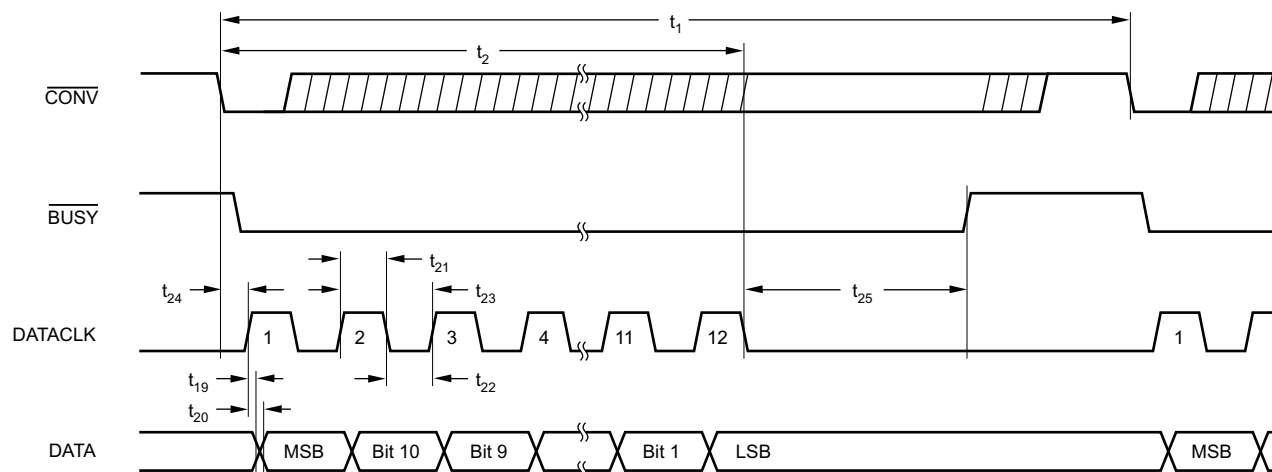 t₁
t₂
CONV
BUSY
t₂₁
t₂₄
t₂₃
t₂₅
DATACLK
1 2 3 4 11 12 1
t₁₉
t₂₂
t₂₀
DATA
MSB Bit 10 Bit 9 Bit 1 LSB MSB